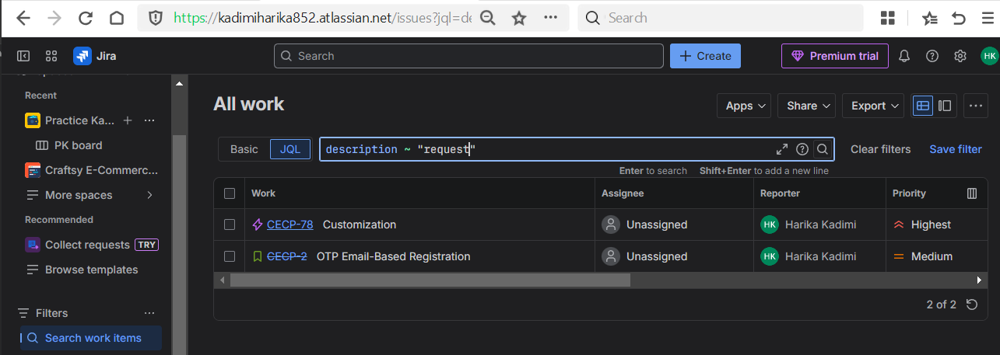 https://kadimiharika852.atlassian.net/issues?jql=de
Search
Jira
Search
Create
Premium trial
HK
Recent
Practice Ka...
PK board
Craftsy E-Commerc...
More spaces
Recommended
Collect requests TRY
Browse templates
Filters
Search work items
All work
Apps
Share
Export
Basic
JQL
description ~ "request"
Clear filters
Save filter
Enter to search Shift+Enter to add a new line
Work Assignee Reporter Priority
CECP-78 Customization Unassigned HK Harika Kadimi Highest
CECP-2 OTP Email-Based Registration Unassigned HK Harika Kadimi Medium
2 of 2